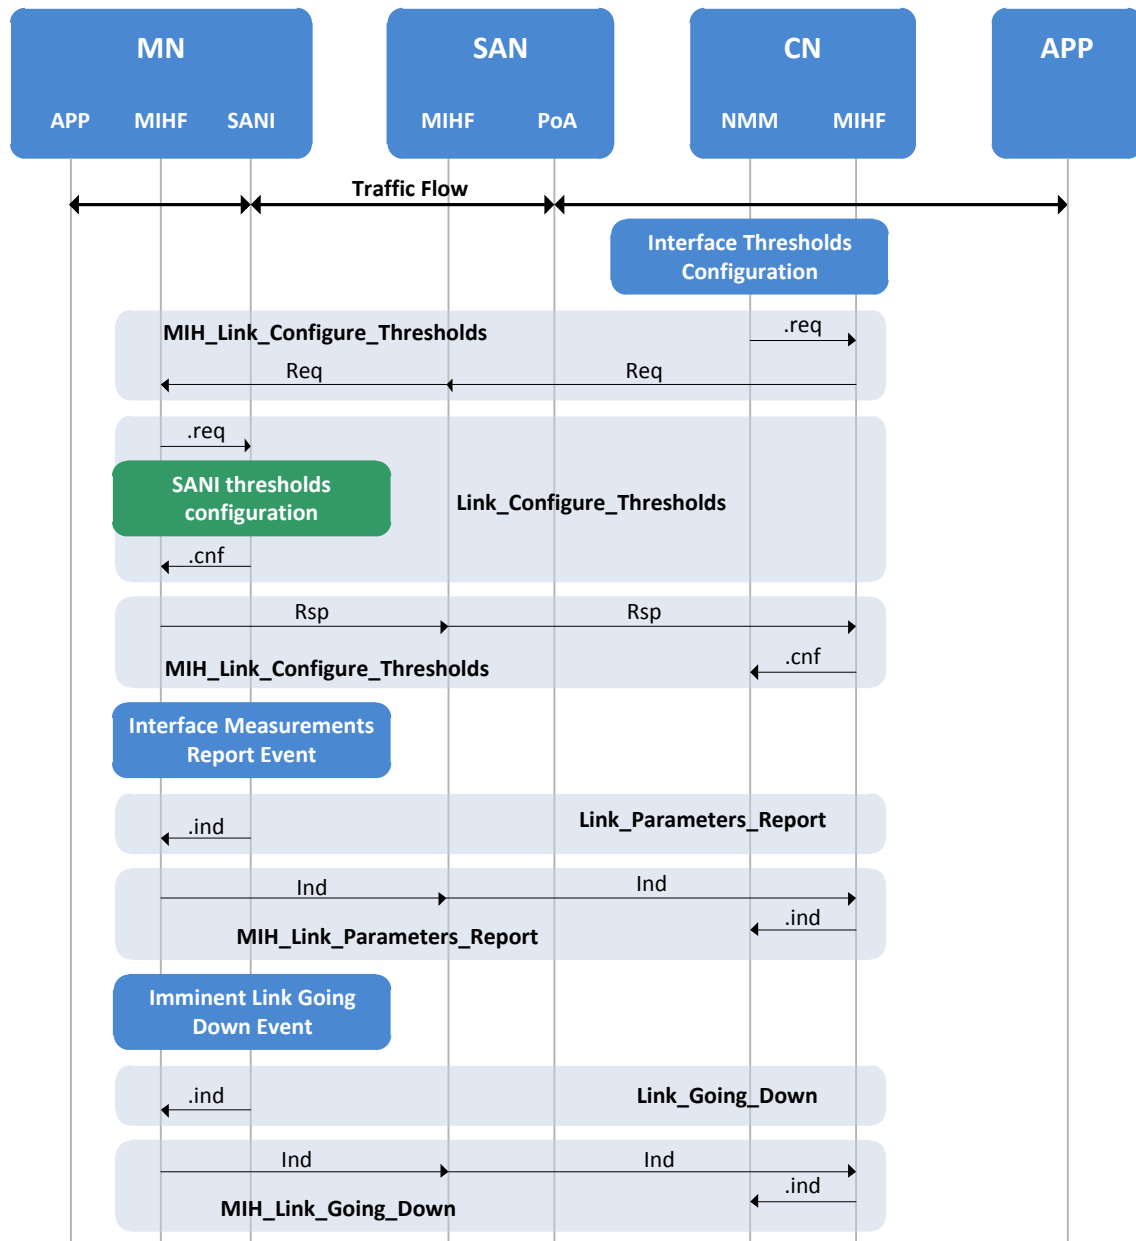 MN SAN CN APP
APP MIHF SANI MIHF PoA NMM MIHF
Traffic Flow
Interface Thresholds
Configuration
MIH_Link_Configure_Thresholds .req
Req Req
.req
SANI thresholds
configuration
Link_Configure_Thresholds
.cnf
Rsp Rsp
MIH_Link_Configure_Thresholds .cnf
Interface Measurements
Report Event
Link_Parameters_Report
.ind
Ind Ind
.ind
MIH_Link_Parameters_Report
Imminent Link Going
Down Event
.ind Link_Going_Down
Ind Ind
.ind
MIH_Link_Going_Down